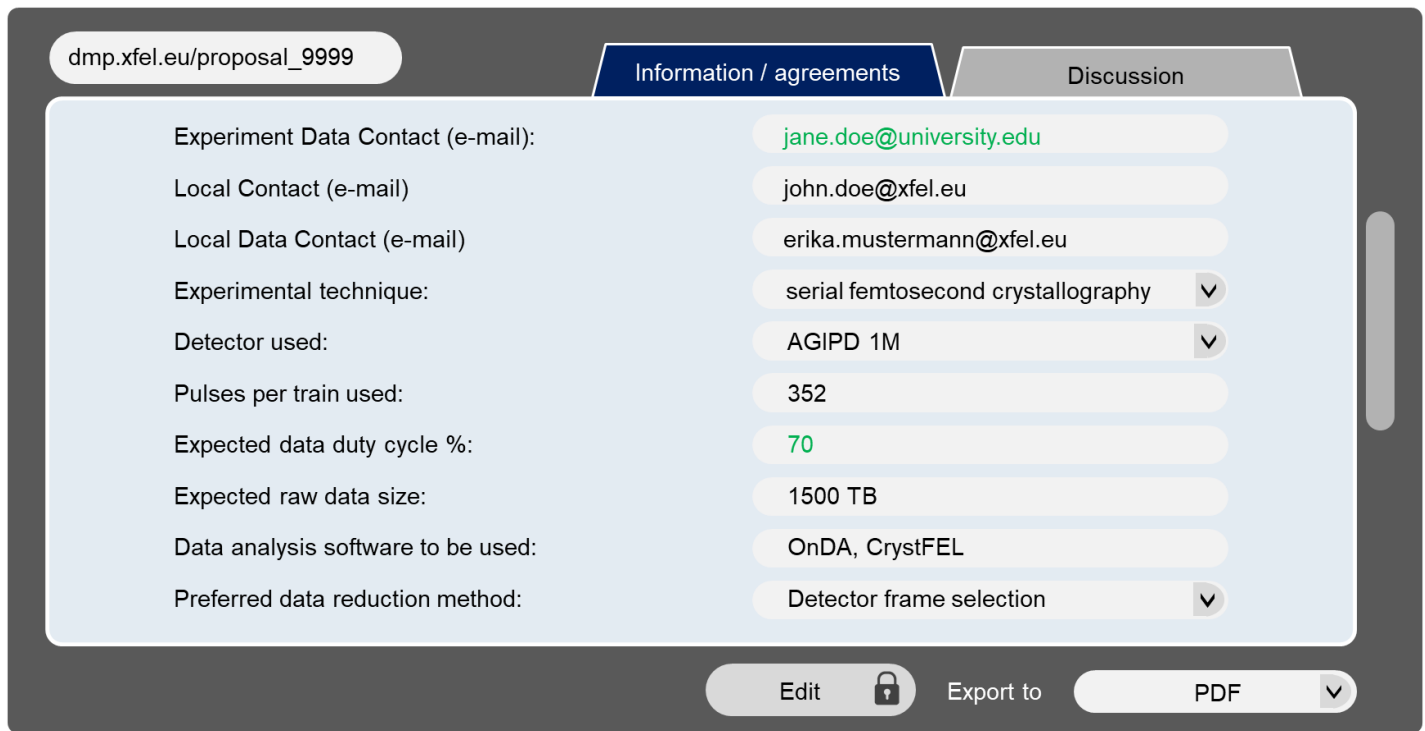 dmp.xfel.eu/proposal_9999
Information / agreements
Discussion
Experiment Data Contact (e-mail): jane.doe@university.edu
Local Contact (e-mail) john.doe@xfel.eu
Local Data Contact (e-mail) erika.mustermann@xfel.eu
Experimental technique: serial femtosecond crystallography
Detector used: AGIPD 1M
Pulses per train used: 352
Expected data duty cycle %: 70
Expected raw data size: 1500 TB
Data analysis software to be used: OnDA, CrystFEL
Preferred data reduction method: Detector frame selection
Edit Export to PDF